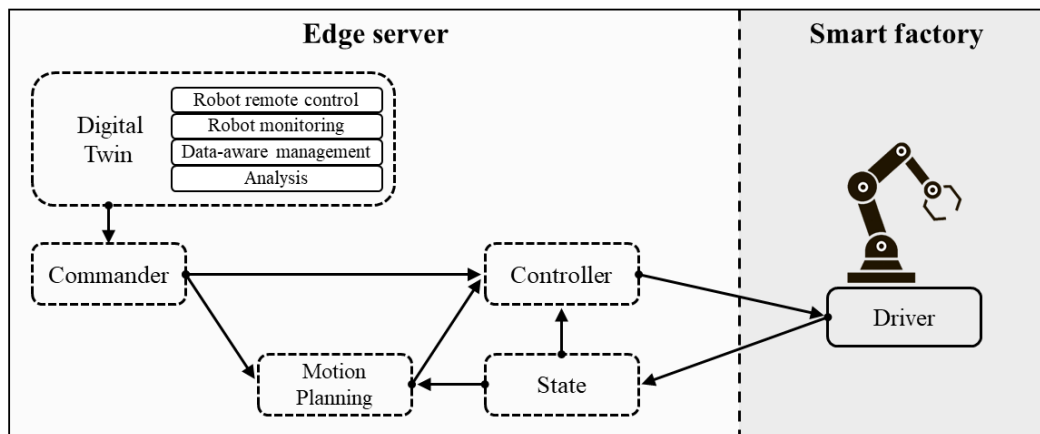 Edge server
Smart factory
Digital
Twin
Robot remote control
Robot monitoring
Data-aware management
Analysis
Commander
Controller
Driver
Motion
Planning
State